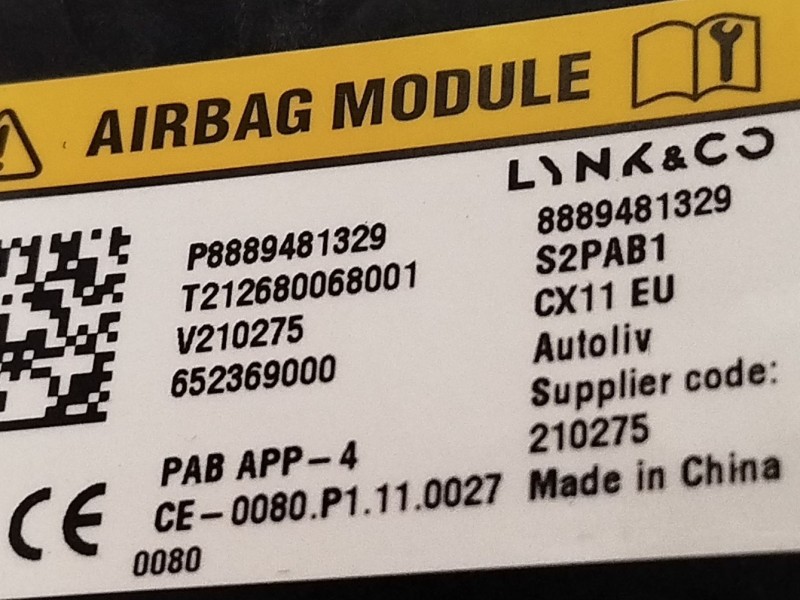 AIRBAG MODULE
LYNK&CO
P8889481329
T212680068001
V210275
652369000
8889481329
S2PAB1
CX11 EU
Autoliv
Supplier code:
210275
Made in China
PAB APP-4
CE-0080.P1.11.0027
0080
CE